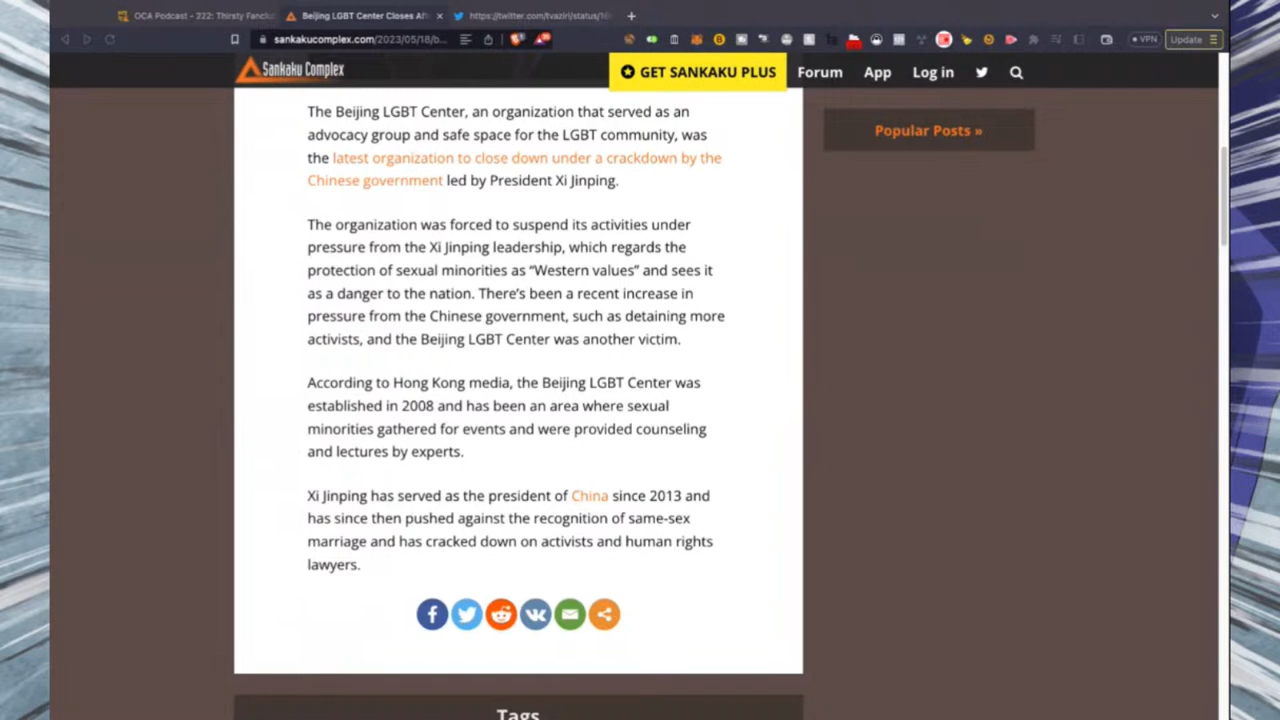 OCA Podcast - 222: Thirsty Fanclu
Beijing LGBT Center Closes Aft
https://twitter.com/tvaziri/status/16
sankakucomplex.com/2023/05/18/b...
VPN
Update
Sankaku Complex
GET SANKAKU PLUS
Forum
App
Log in
The Beijing LGBT Center, an organization that served as an
advocacy group and safe space for the LGBT community, was
the latest organization to close down under a crackdown by the
Chinese government led by President Xi Jinping.
The organization was forced to suspend its activities under
pressure from the Xi Jinping leadership, which regards the
protection of sexual minorities as “Western values” and sees it
as a danger to the nation. There’s been a recent increase in
pressure from the Chinese government, such as detaining more
activists, and the Beijing LGBT Center was another victim.
According to Hong Kong media, the Beijing LGBT Center was
established in 2008 and has been an area where sexual
minorities gathered for events and were provided counseling
and lectures by experts.
Xi Jinping has served as the president of China since 2013 and
has since then pushed against the recognition of same-sex
marriage and has cracked down on activists and human rights
lawyers.
Popular Posts »
Tags